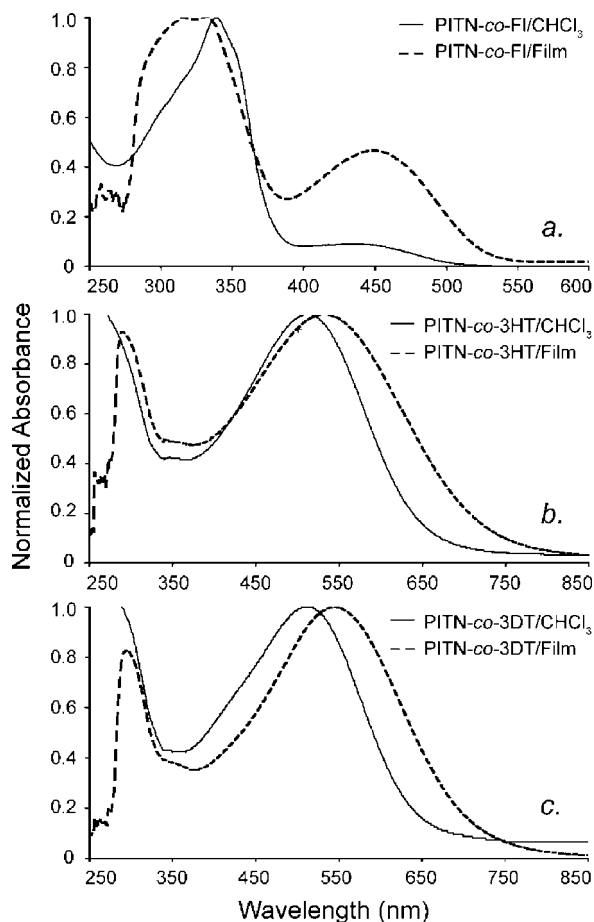 PITN-co-Fl/CHCl3
PITN-co-Fl/Film
1.0
0.8
0.6
0.4
0.2
0
a.
250 300 350 400 450 500 550 600
Normalized Absorbance
PITN-co-3HT/CHCl3
PITN-co-3HT/Film
1.0
0.8
0.6
0.4
0.2
0
b.
250 350 450 550 650 750 850
PITN-co-3DT/CHCl3
PITN-co-3DT/Film
1.0
0.8
0.6
0.4
0.2
0
c.
250 350 450 550 650 750 850
Wavelength (nm)